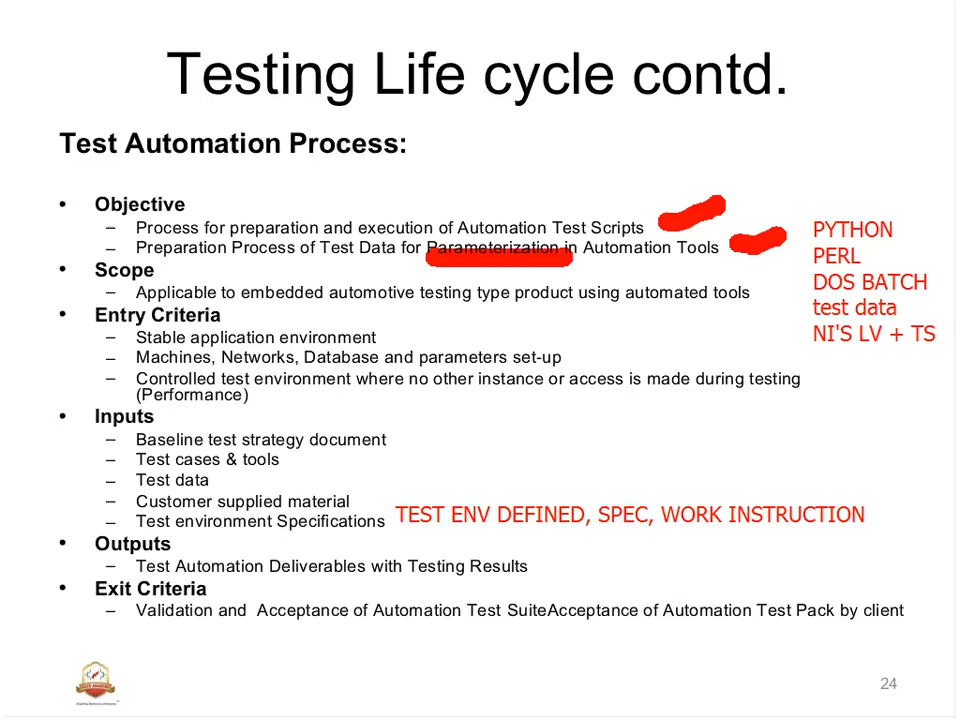 Testing Life cycle contd.
Test Automation Process:
• Objective
– Process for preparation and execution of Automation Test Scripts
– Preparation Process of Test Data for Parameterization in Automation Tools
PYTHON
PERL
DOS BATCH
test data
NI'S LV + TS
• Scope
– Applicable to embedded automotive testing type product using automated tools
• Entry Criteria
– Stable application environment
– Machines, Networks, Database and parameters set-up
– Controlled test environment where no other instance or access is made during testing
(Performance)
• Inputs
– Baseline test strategy document
– Test cases & tools
– Test data
– Customer supplied material
– Test environment Specifications
TEST ENV DEFINED, SPEC, WORK INSTRUCTION
• Outputs
– Test Automation Deliverables with Testing Results
• Exit Criteria
– Validation and  Acceptance of Automation Test SuiteAcceptance of Automation Test Pack by client
24